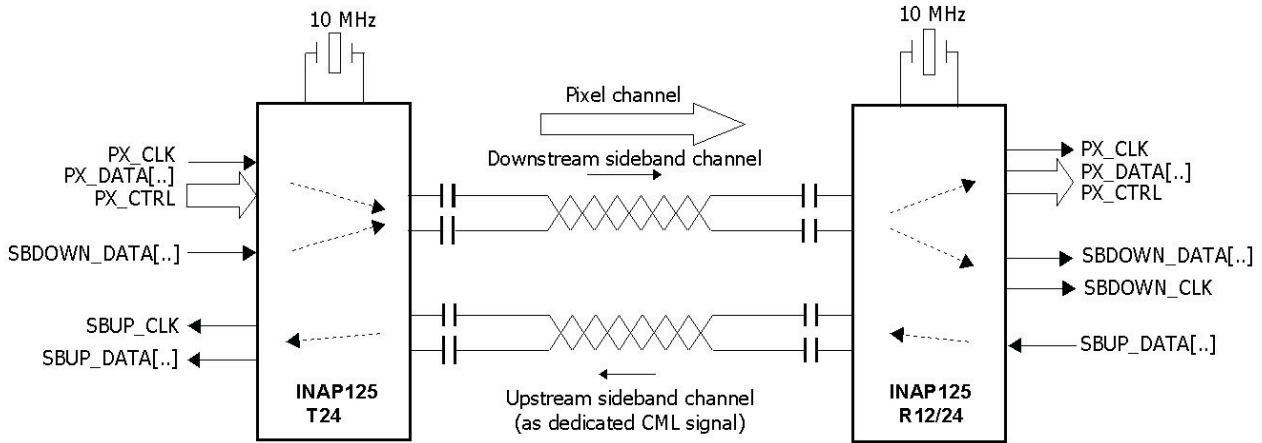 10 MHz
10 MHz
Pixel channel
Downstream sideband channel
PX_CLK
PX_DATA[..]
PX_CTRL
SBDOWN_DATA[..]
SBUP_CLK
SBUP_DATA[..]
INAP125
T24
Upstream sideband channel
(as dedicated CML signal)
PX_CLK
PX_DATA[..]
PX_CTRL
SBDOWN_DATA[..]
SBDOWN_CLK
SBUP_DATA[..]
INAP125
R12/24